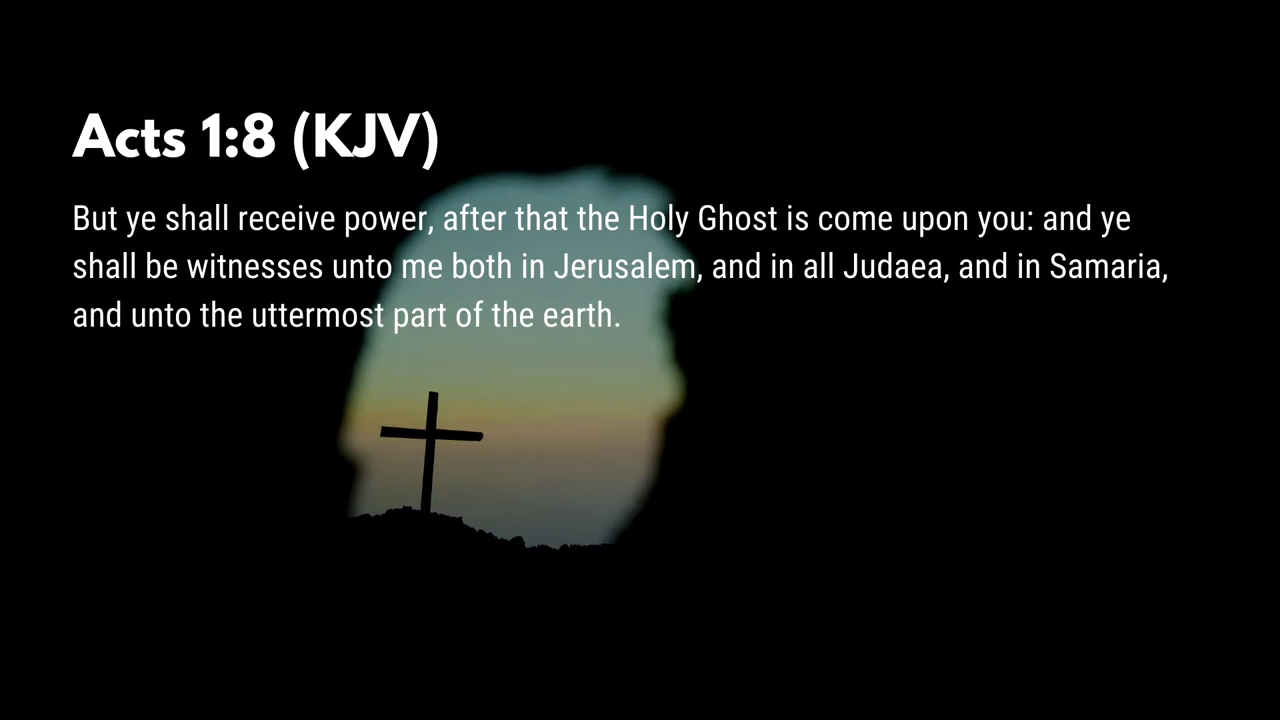 Acts 1:8 (KJV)
But ye shall receive power, after that the Holy Ghost is come upon you: and ye
shall be witnesses unto me both in Jerusalem, and in all Judaea, and in Samaria,
and unto the uttermost part of the earth.